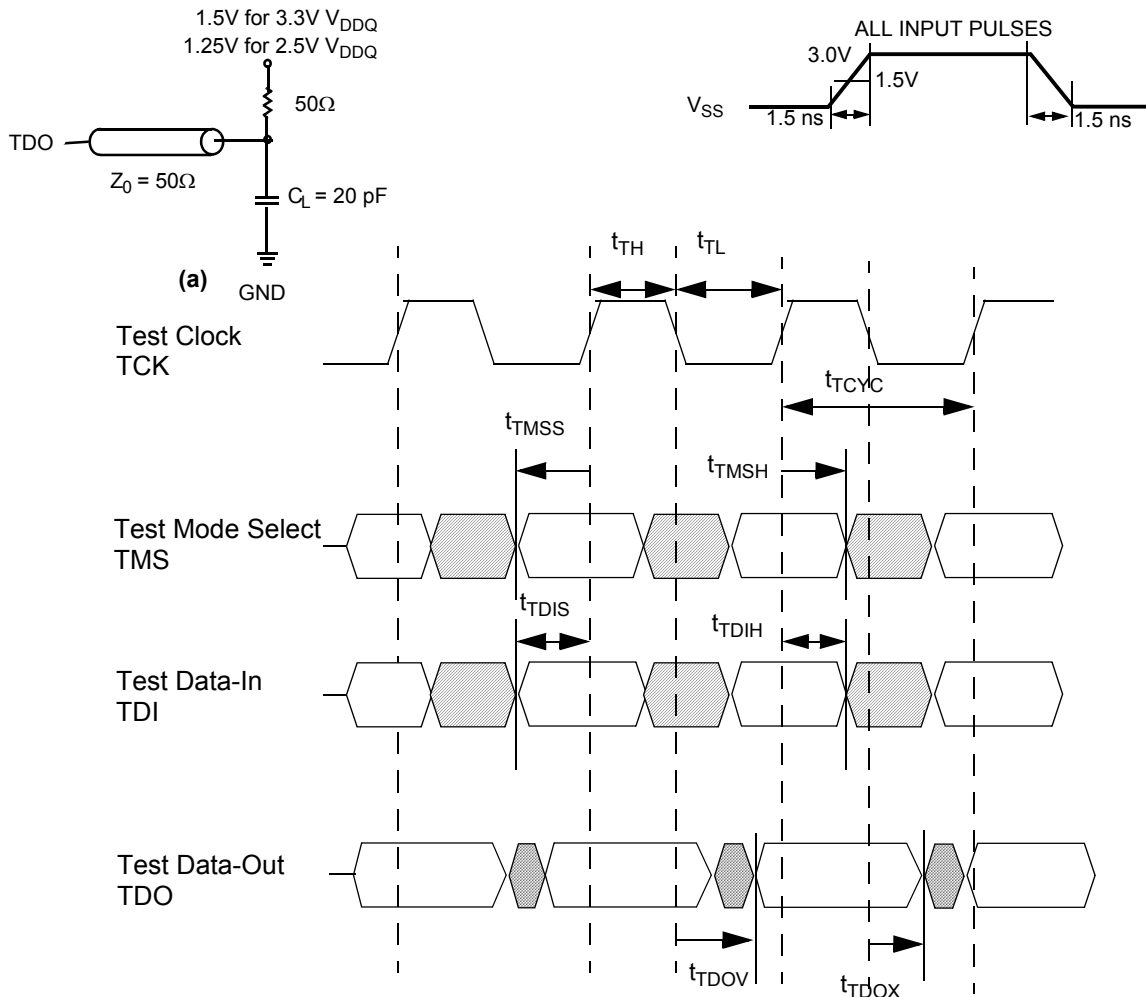 1.5V for 3.3V VDDQ
1.25V for 2.5V VDDQ
50Ω
TDO
Z0 = 50Ω
CL = 20 pF
(a)
GND
ALL INPUT PULSES
3.0V
1.5V
VSS
1.5 ns
1.5 ns
tTH
tTL
Test Clock
TCK
tTCYC
tTMSS
tTMSH
Test Mode Select
TMS
tTDIS
tTDIH
Test Data-In
TDI
Test Data-Out
TDO
tTDOV
tTDOX